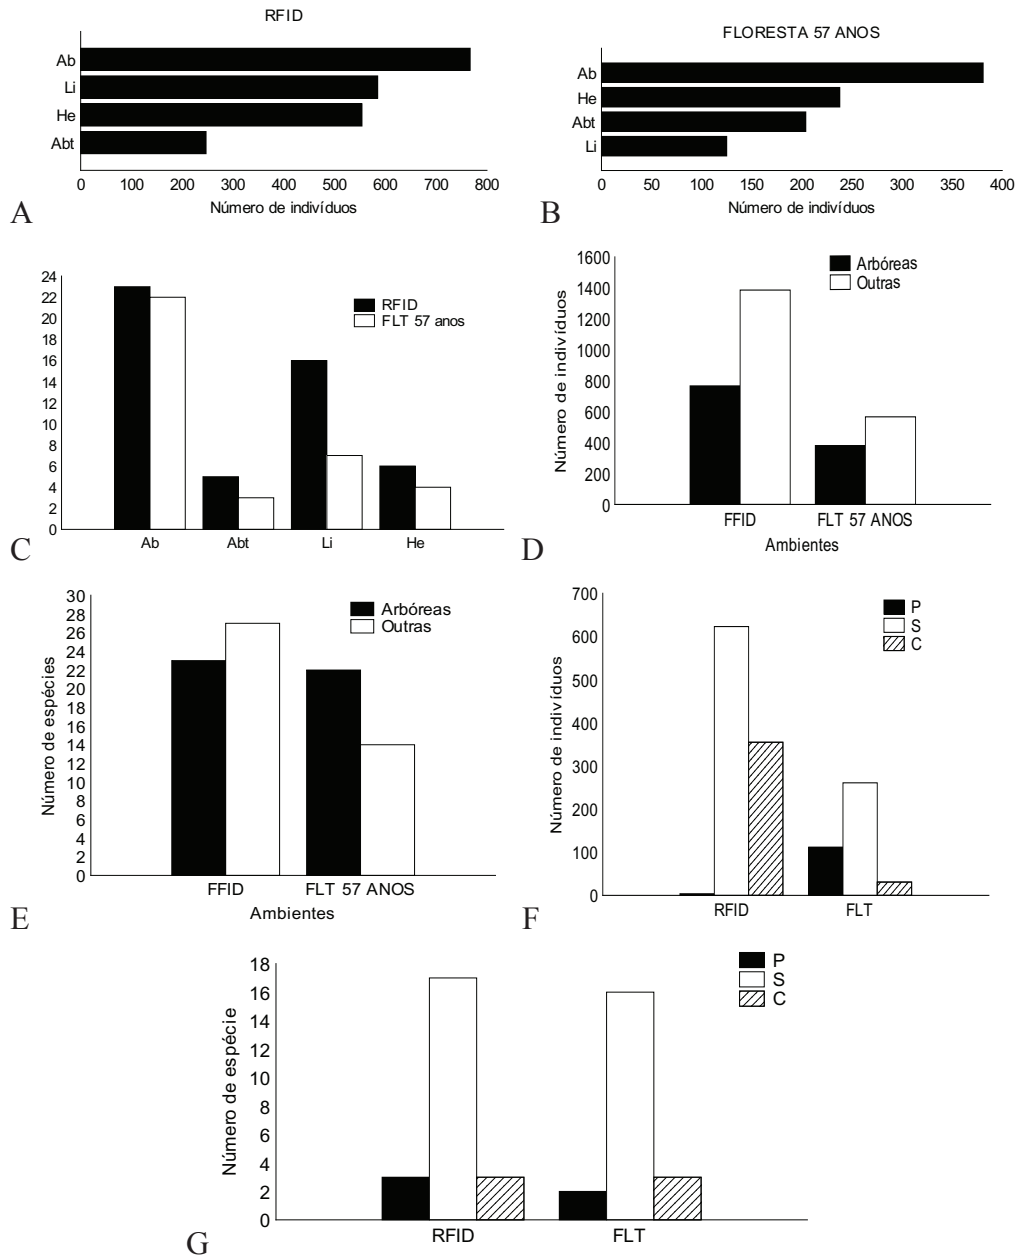 RFID
Ab
Li
He
Abt
0 100 200 300 400 500 600 700 800
Número de indivíduos
A
FLORESTA 57 ANOS
Ab
He
Abt
Li
0 50 100 150 200 250 300 350 400
Número de indivíduos
B
24
22
20
18
16
14
12
10
8
6
4
2
0
RFID
FLT 57 anos
Ab Abt Li He
C
Número de indivíduos
1600
1400
1200
1000
800
600
400
200
0
Arbóreas
Outras
FFID FLT 57 ANOS
Ambientes
D
Número de espécies
30
28
26
24
22
20
18
16
14
12
10
8
6
4
2
0
Arbóreas
Outras
FFID FLT 57 ANOS
Ambientes
E
Número de indivíduos
700
600
500
400
300
200
100
0
P
S
C
RFID FLT
F
Número de espécie
18
16
14
12
10
8
6
4
2
0
P
S
C
RFID FLT
G